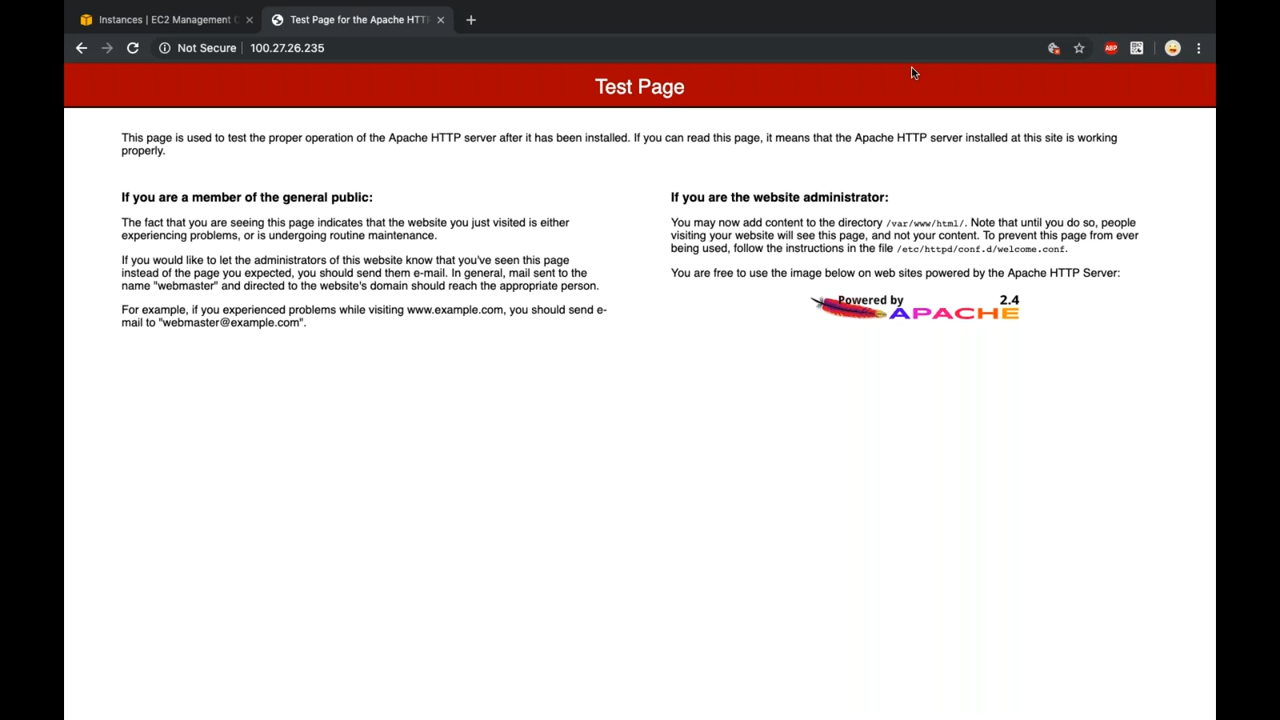 Instances | EC2 Management C
Test Page for the Apache HTT
Not Secure
100.27.26.235
ABP
Test Page
This page is used to test the proper operation of the Apache HTTP server after it has been installed. If you can read this page, it means that the Apache HTTP server installed at this site is working
properly.
If you are a member of the general public:
The fact that you are seeing this page indicates that the website you just visited is either
experiencing problems, or is undergoing routine maintenance.
If you would like to let the administrators of this website know that you've seen this page
instead of the page you expected, you should send them e-mail. In general, mail sent to the
name "webmaster" and directed to the website's domain should reach the appropriate person.
For example, if you experienced problems while visiting www.example.com, you should send e-
mail to "webmaster@example.com".
If you are the website administrator:
You may now add content to the directory /var/www/html/. Note that until you do so, people
visiting your website will see this page, and not your content. To prevent this page from ever
being used, follow the instructions in the file /etc/httpd/conf.d/welcome.conf.
You are free to use the image below on web sites powered by the Apache HTTP Server:
Powered by 2.4
APACHE